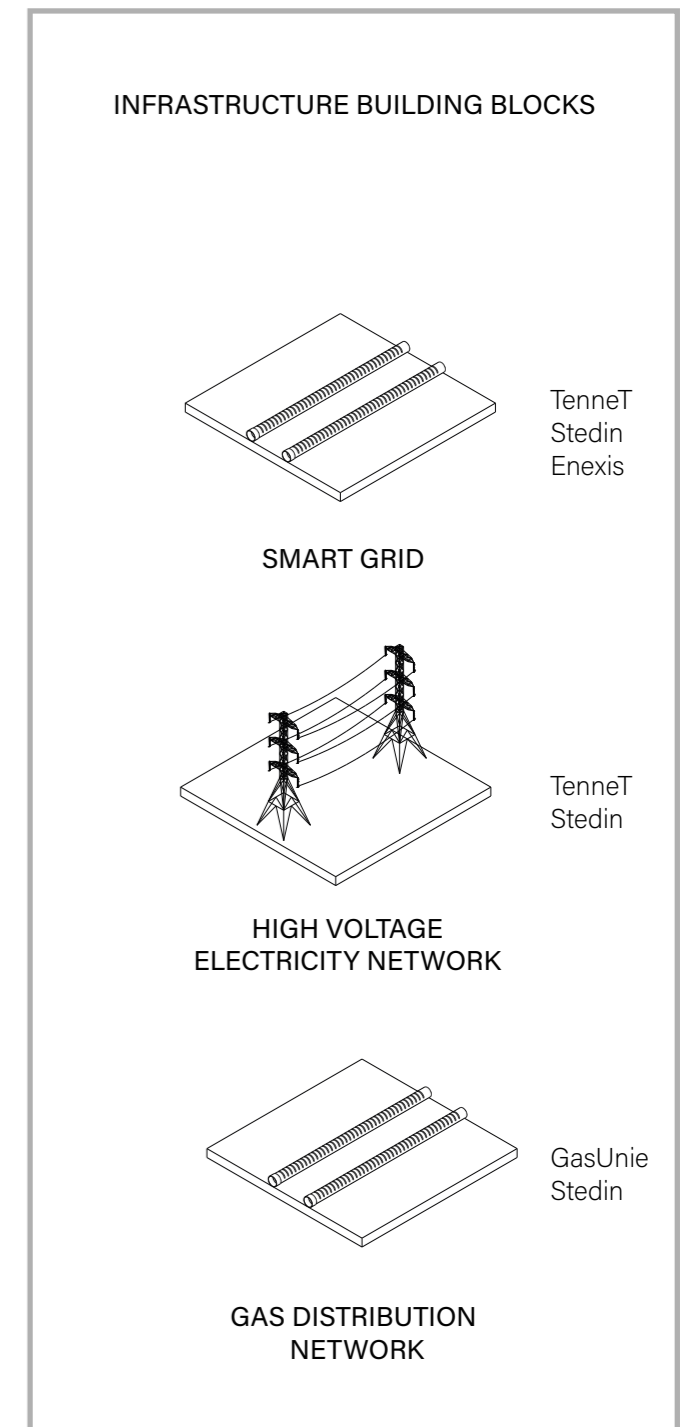 INFRASTRUCTURE BUILDING BLOCKS
TenneT
Stedin
Enexis
SMART GRID
TenneT
Stedin
HIGH VOLTAGE
ELECTRICITY NETWORK
GasUnie
Stedin
GAS DISTRIBUTION
NETWORK